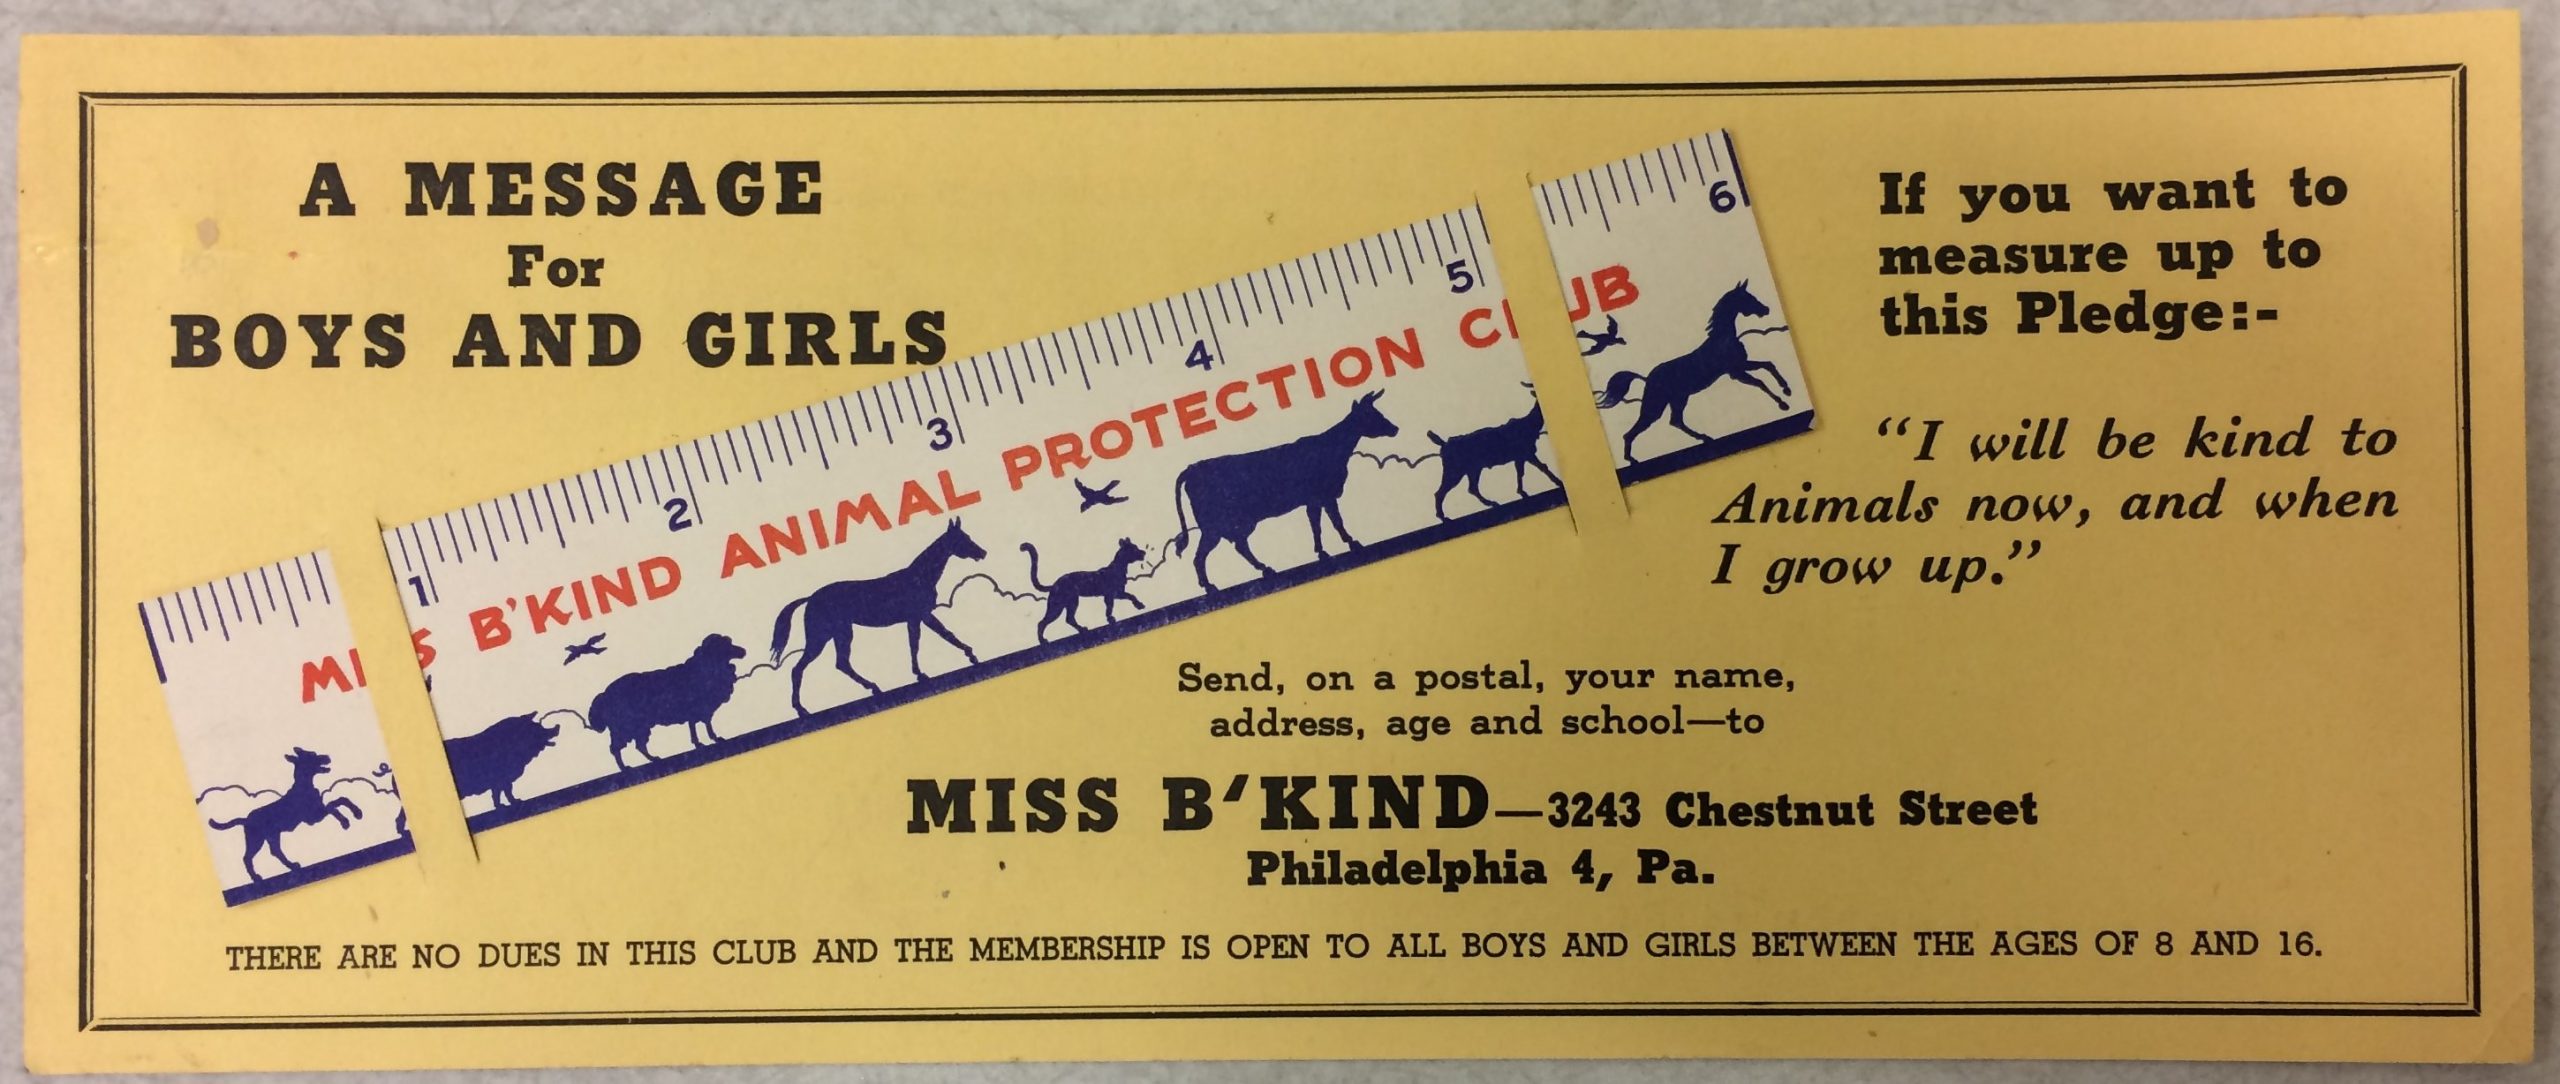 A MESSAGE
For
BOYS AND GIRLS
1 2 3 4 5 6
MI S B'KIND ANIMAL PROTECTION CL UB
If you want to
measure up to
this Pledge:-
“I will be kind to
Animals now, and when
I grow up.”
Send, on a postal, your name,
address, age and school—to
MISS B'KIND—3243 Chestnut Street
Philadelphia 4, Pa.
THERE ARE NO DUES IN THIS CLUB AND THE MEMBERSHIP IS OPEN TO ALL BOYS AND GIRLS BETWEEN THE AGES OF 8 AND 16.